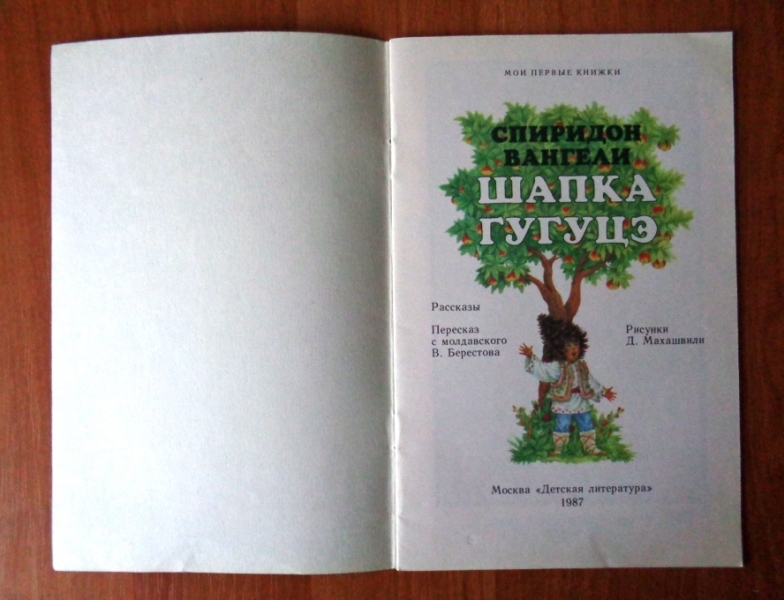 МОИ ПЕРВЫЕ КНИЖКИ
СПИРИДОН
ВАНГЕЛИ
ШАПКА
ГУГУЦЭ
Рассказы
Пересказ
с молдавского
В. Берестова
Рисунки
Д. Махашвили
Москва «Детская литература»
1987